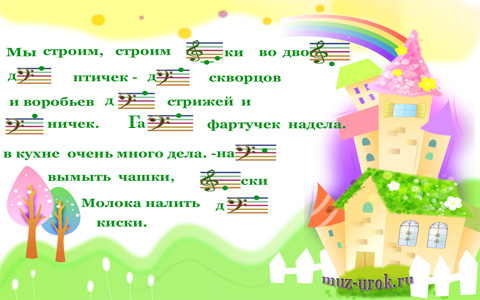 Мы строим, строим ки во дво
д птичек - д скворцов
и воробьев д стрижей и
ничек. Га фартучек надела.
в кухне очень много дела. -на
вымыть чашки, ски
Молока налить д
киски.
muz-urok.ru